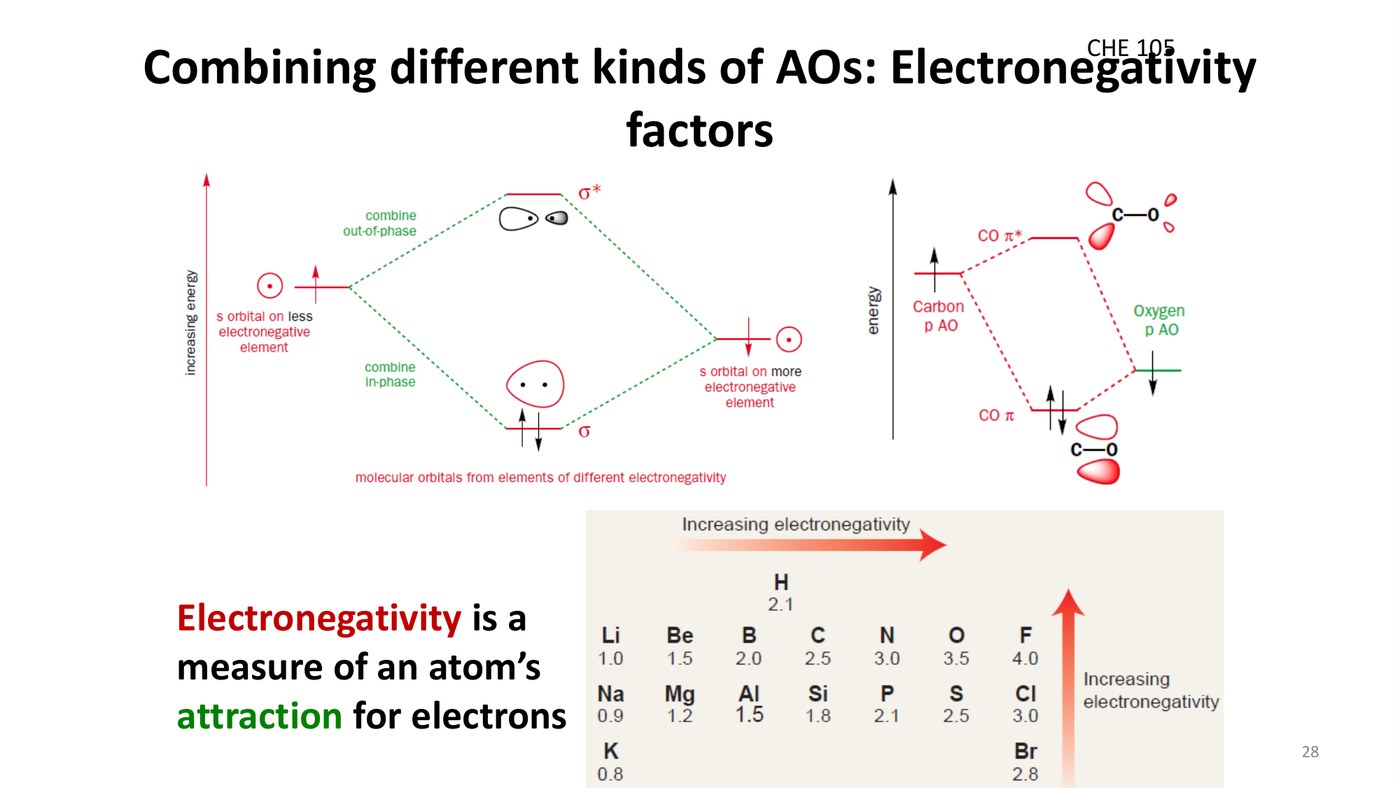 CHE 105
Combining different kinds of AOs: Electronegativity
factors
increasing energy
combine
out-of-phase
σ*
s orbital on less
electronegative
element
combine
in-phase
s orbital on more
electronegative
element
σ
molecular orbitals from elements of different electronegativity
energy
C—O
CO π*
Carbon
p AO
Oxygen
p AO
CO π
C—O
Electronegativity is a
measure of an atom’s
attraction for electrons
Increasing electronegativity
H
2.1
Li Be B C N O F
1.0 1.5 2.0 2.5 3.0 3.5 4.0
Na Mg Al Si P S Cl
0.9 1.2 1.5 1.8 2.1 2.5 3.0
K Br
0.8 2.8
Increasing
electronegativity
28